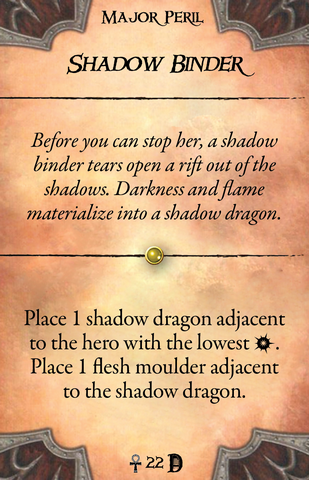 Major Peril
Shadow Binder
Before you can stop her, a shadow
binder tears open a rift out of the
shadows. Darkness and flame
materialize into a shadow dragon.
Place 1 shadow dragon adjacent
to the hero with the lowest .
Place 1 flesh moulder adjacent
to the shadow dragon.
22 D